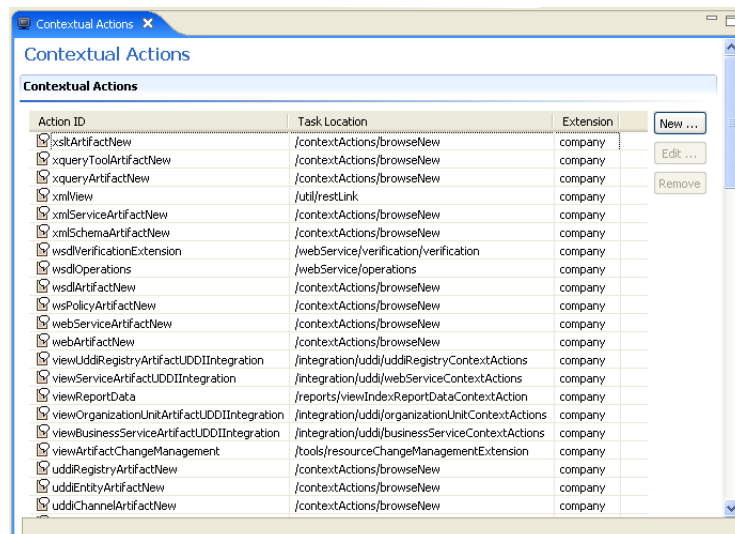 Contextual Actions
Contextual Actions
Contextual Actions
Action ID Task Location Extension New ...
xsltArtifactNew /contextActions/browseNew company
xqueryToolArtifactNew /contextActions/browseNew company Edit ...
xqueryArtifactNew /contextActions/browseNew company Remove
xmlView /util/restLink company
xmlServiceArtifactNew /contextActions/browseNew company
xmlSchemaArtifactNew /contextActions/browseNew company
wsdlVerificationExtension /webService/verification/verification company
wsdlOperations /webService/operations company
wsdlArtifactNew /contextActions/browseNew company
wsPolicyArtifactNew /contextActions/browseNew company
webServiceArtifactNew /contextActions/browseNew company
webArtifactNew /contextActions/browseNew company
viewUddiRegistryArtifactUDDIIntegration /integration/uddi/uddiRegistryContextActions company
viewServiceArtifactUDDIIntegration /integration/uddi/webServiceContextActions company
viewReportData /reports/viewIndexReportDataContextAction company
viewOrganizationUnitArtifactUDDIIntegration /integration/uddi/organizationUnitContextActions company
viewBusinessServiceArtifactUDDIIntegration /integration/uddi/businessServiceContextActions company
viewArtifactChangeManagement /tools/resourceChangeManagementExtension company
uddiRegistryArtifactNew /contextActions/browseNew company
uddiEntityArtifactNew /contextActions/browseNew company
uddiChannelArtifactNew /contextActions/browseNew company